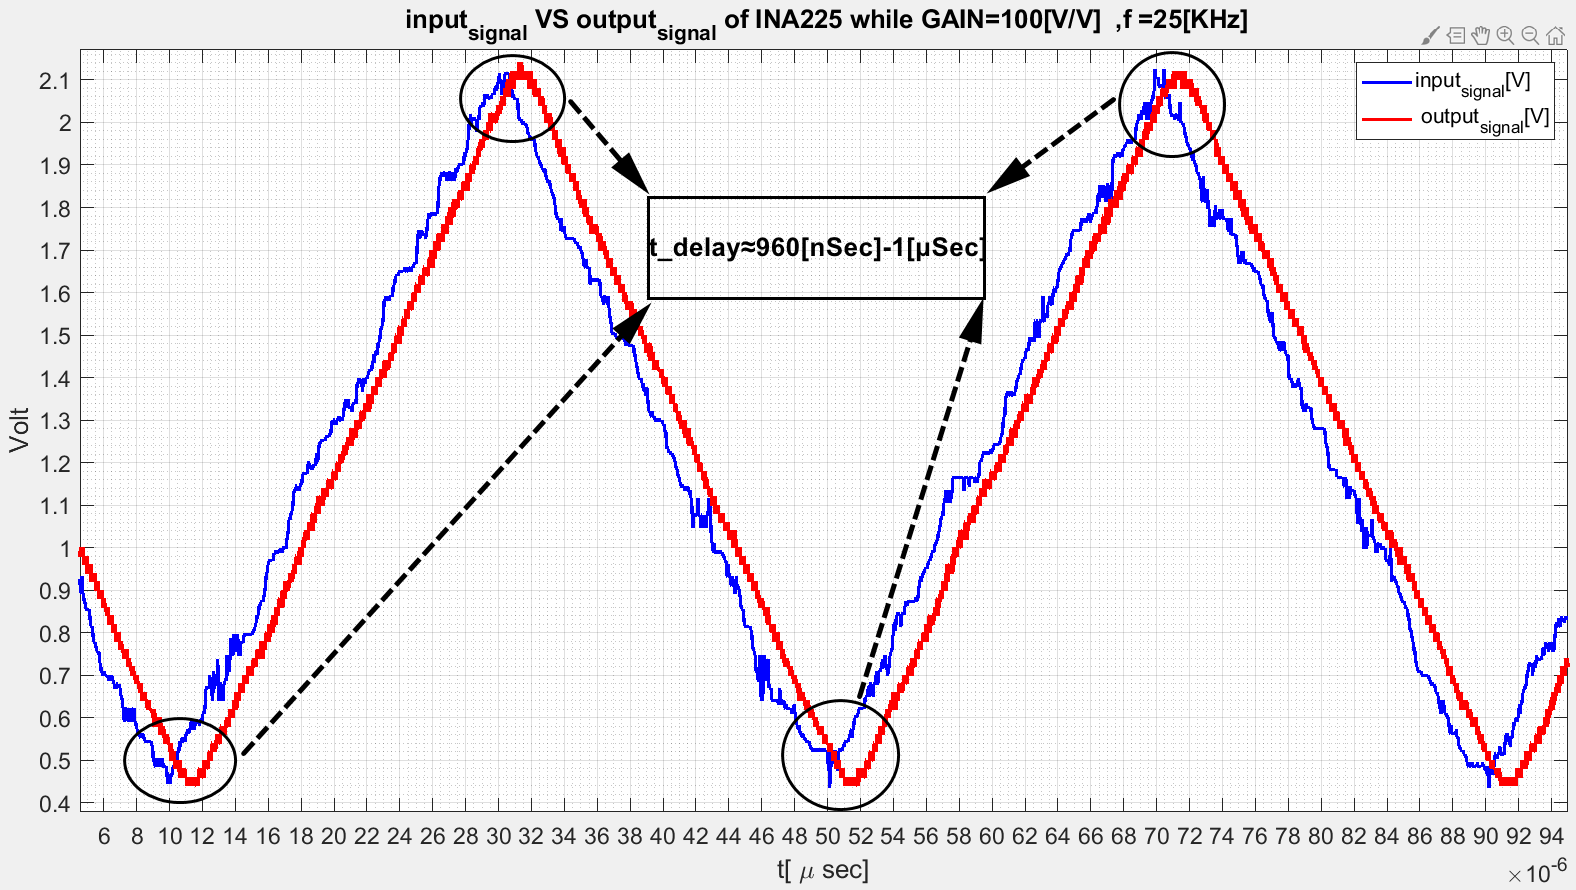 input_signal VS output_signal of INA225 while GAIN=100[V/V] ,f =25[KHz]
input_signal[V]
output_signal[V]
t_delay≈960[nSec]-1[µSec]
Volt
2.1
2
1.9
1.8
1.7
1.6
1.5
1.4
1.3
1.2
1.1
1
0.9
0.8
0.7
0.6
0.5
0.4
6 8 10 12 14 16 18 20 22 24 26 28 30 32 34 36 38 40 42 44 46 48 50 52 54 56 58 60 62 64 66 68 70 72 74 76 78 80 82 84 86 88 90 92 94
t[ µ sec]
×10^-6